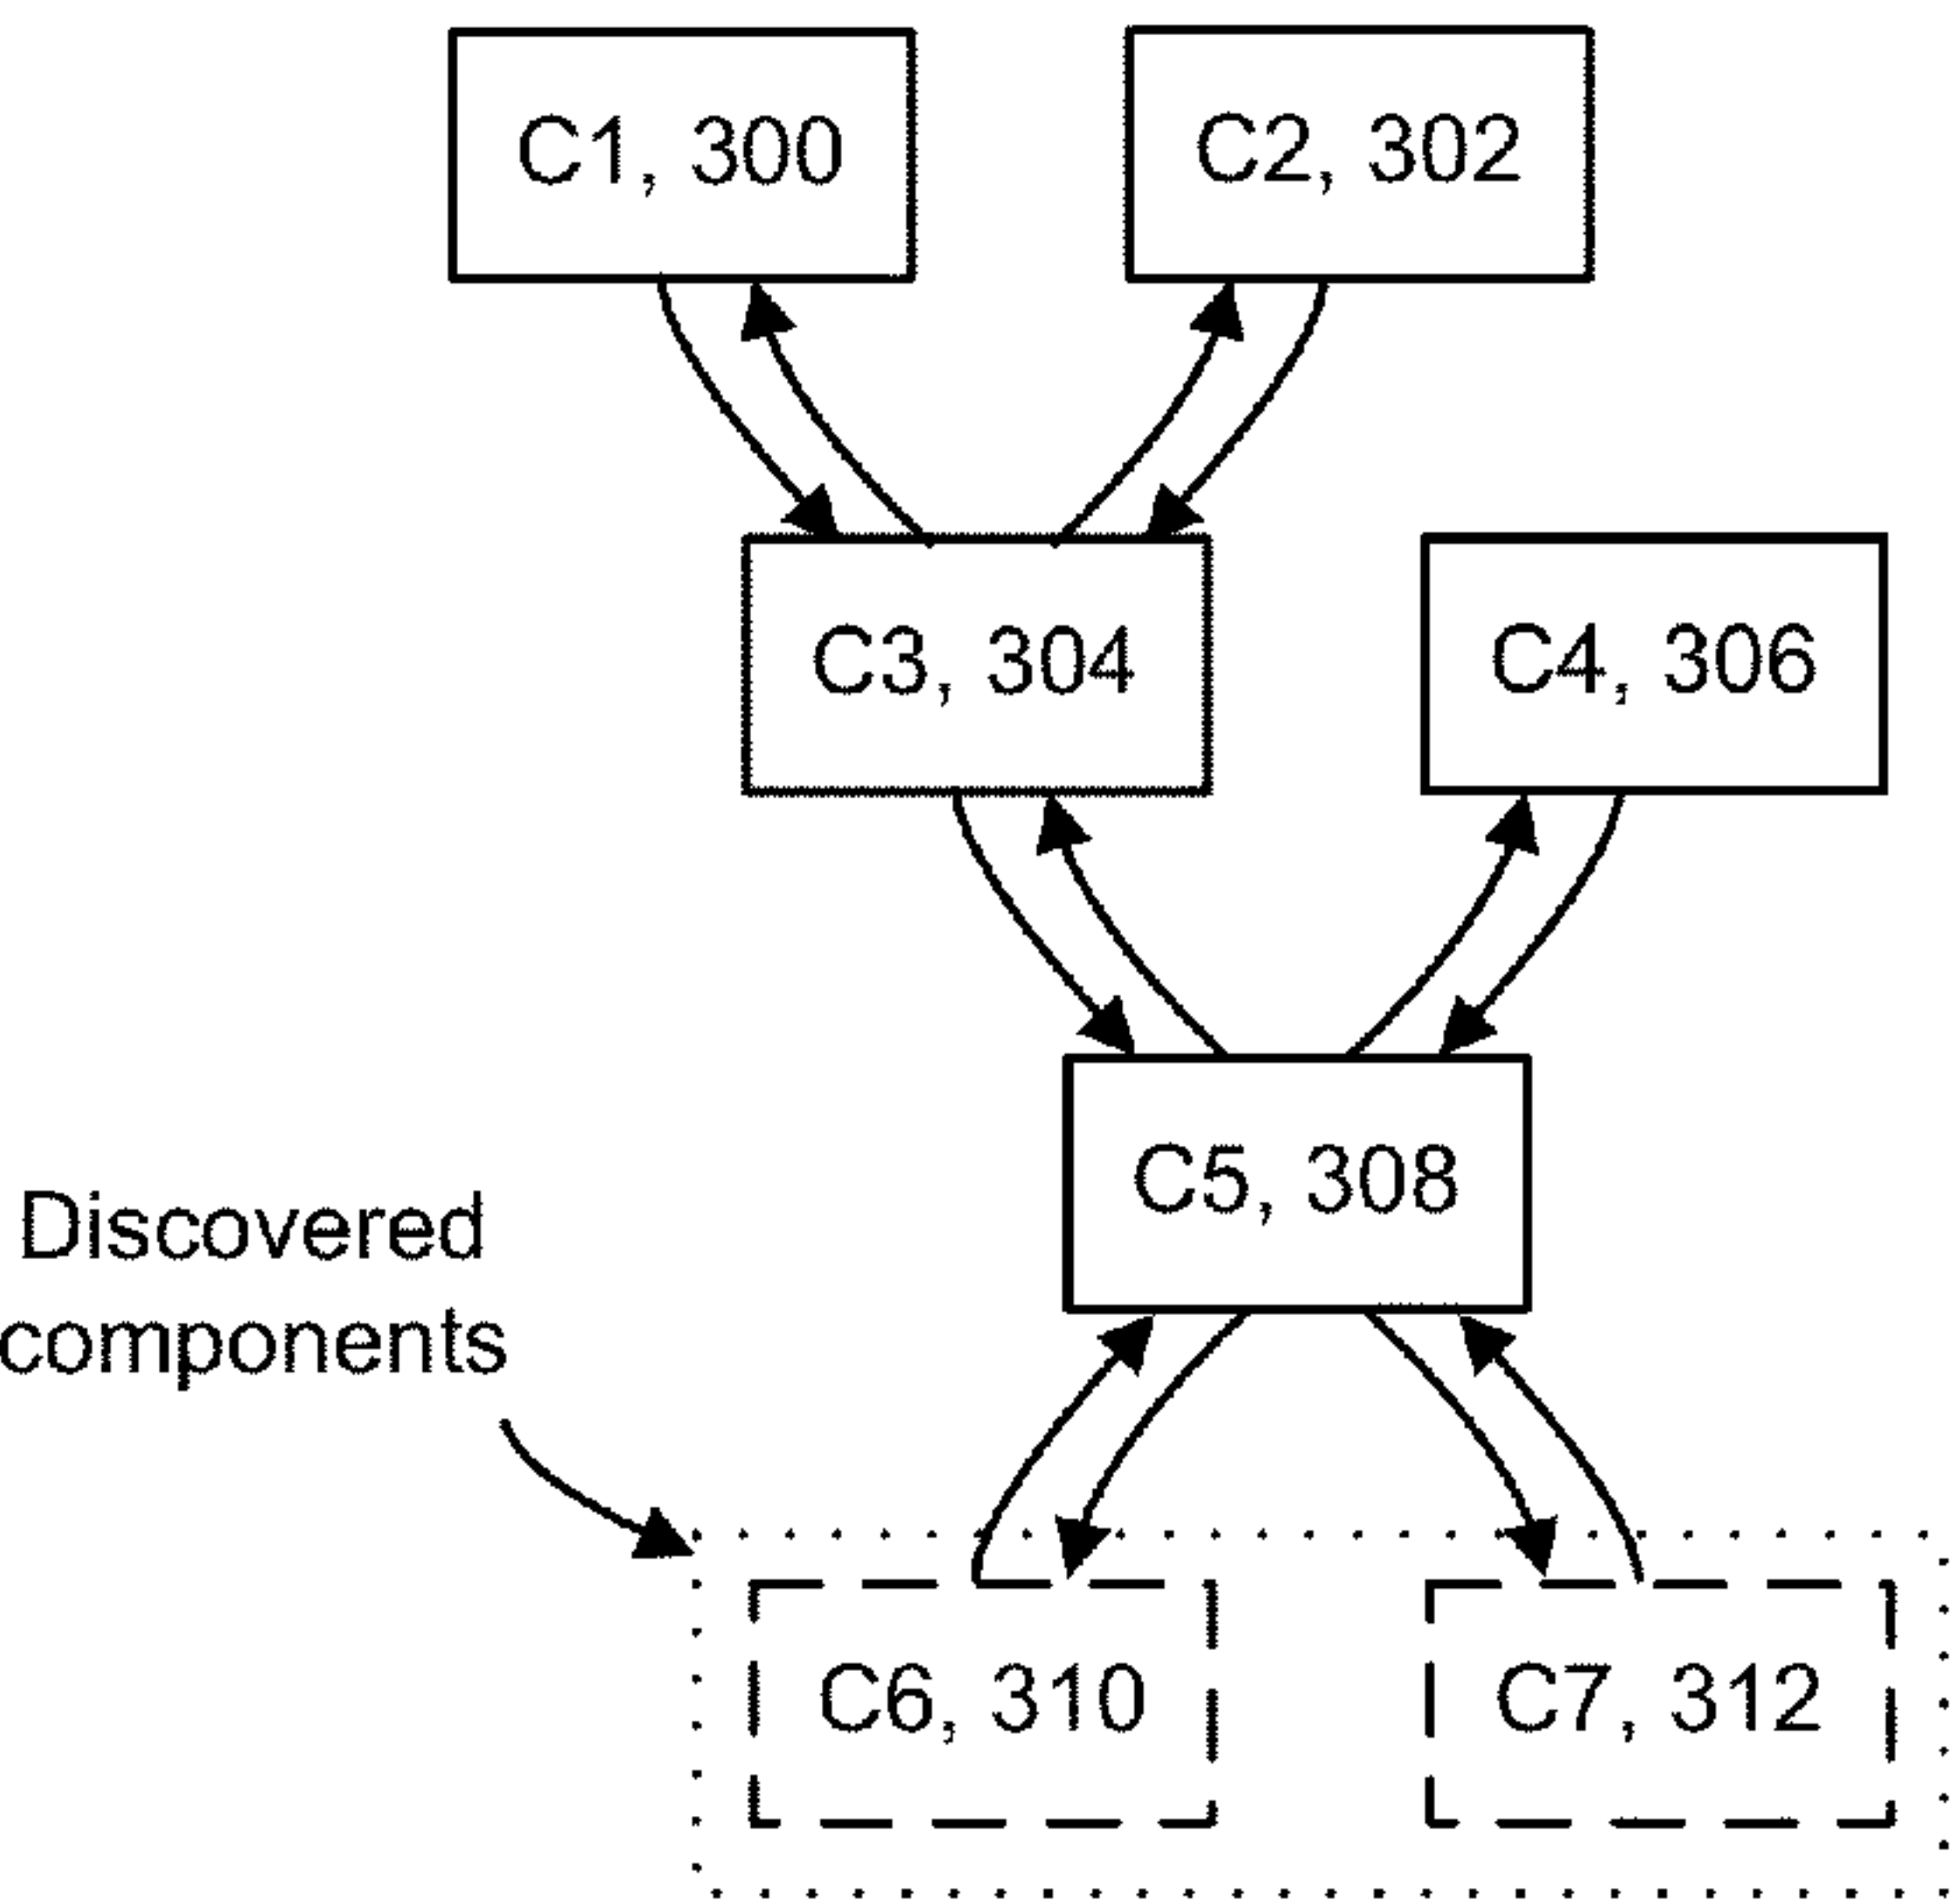 C1, 300
C2, 302
C3, 304
C4, 306
C5, 308
Discovered
components
C6, 310
C7, 312